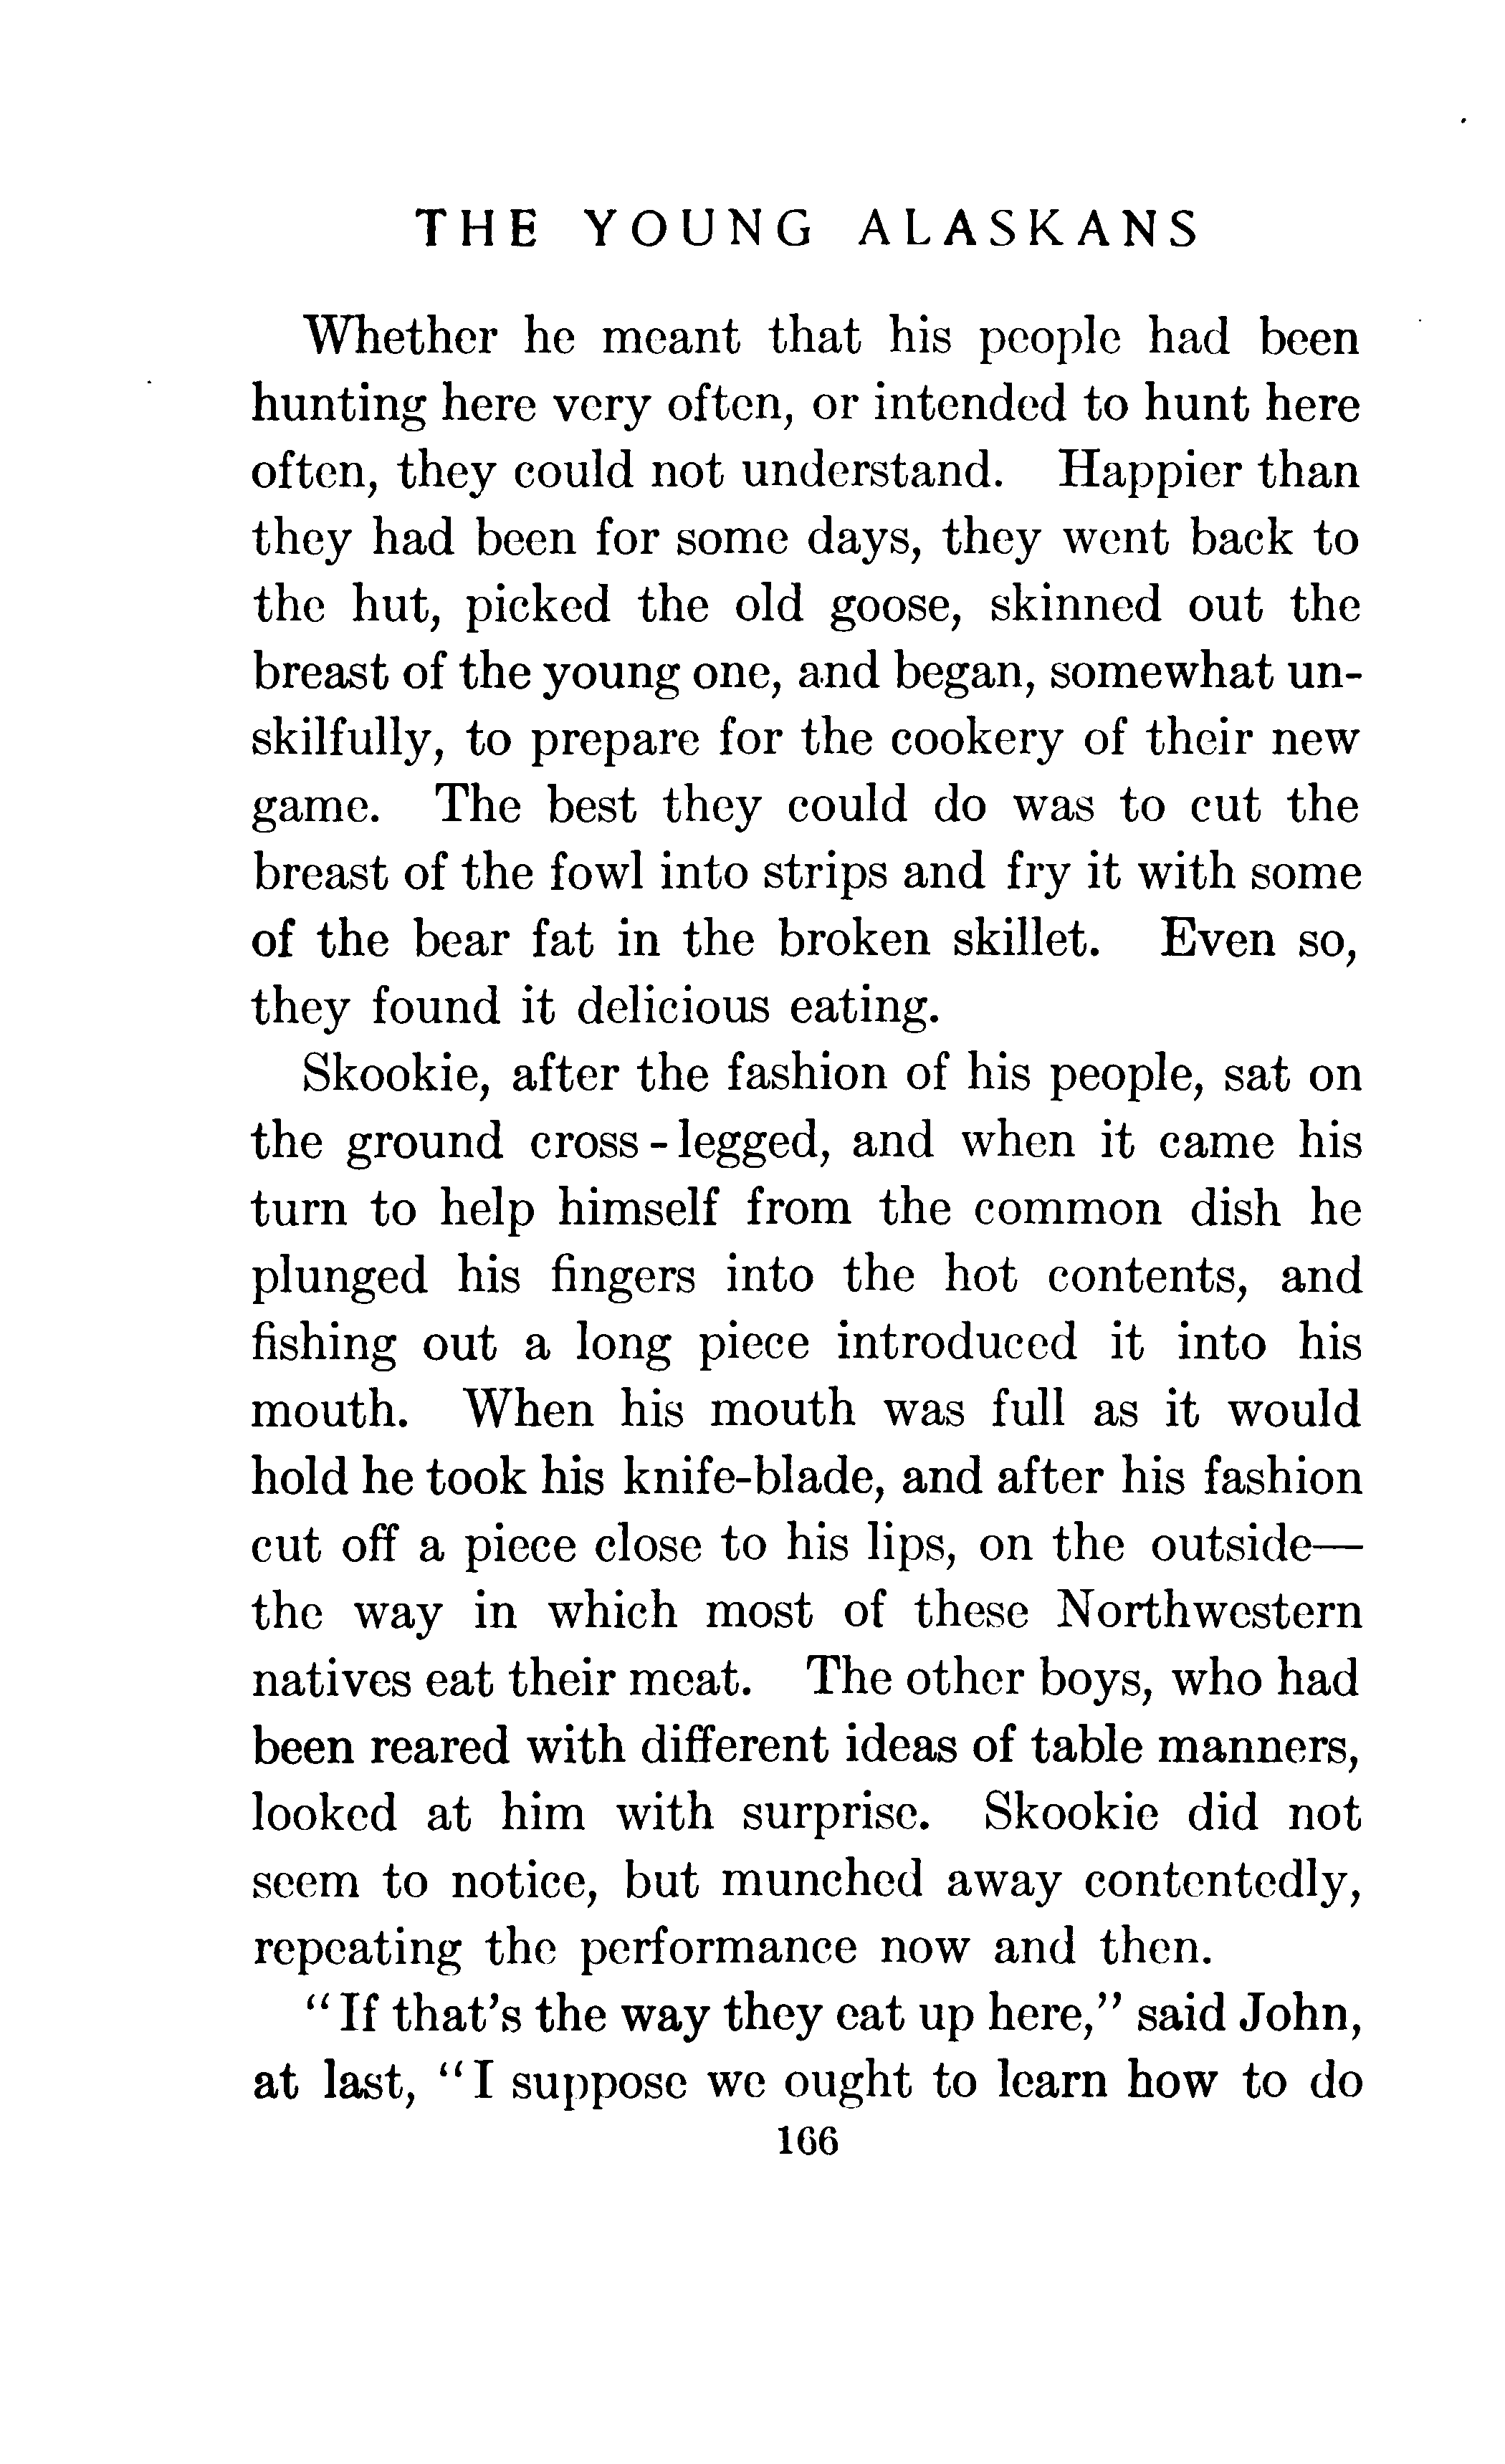 THE YOUNG ALASKANS
Whether he meant that his people had been
hunting here very often, or intended to hunt here
often, they could not understand. Happier than
they had been for some days, they went back to
the hut, picked the old goose, skinned out the
breast of the young one, and began, somewhat un-
skilfully, to prepare for the cookery of their new
game. The best they could do was to cut the
breast of the fowl into strips and fry it with some
of the bear fat in the broken skillet. Even so,
they found it delicious eating.
Skookie, after the fashion of his people, sat on
the ground cross-legged, and when it came his
turn to help himself from the common dish he
plunged his fingers into the hot contents, and
fishing out a long piece introduced it into his
mouth. When his mouth was full as it would
hold he took his knife-blade, and after his fashion
cut off a piece close to his lips, on the outside—
the way in which most of these Northwestern
natives eat their meat. The other boys, who had
been reared with different ideas of table manners,
looked at him with surprise. Skookie did not
seem to notice, but munched away contentedly,
repeating the performance now and then.
"If that's the way they eat up here," said John,
at last, "I suppose we ought to learn how to do
166